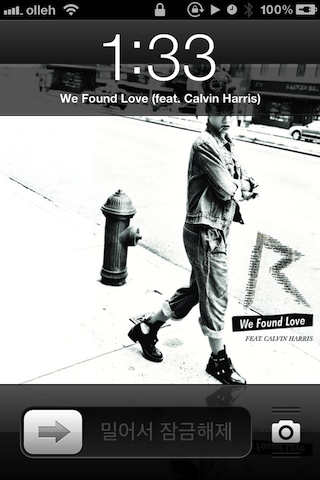 olleh
100%
1:33
We Found Love (feat. Calvin Harris)
R
We Found Love
FEAT. CALVIN HARRIS
밀어서 잠금해제